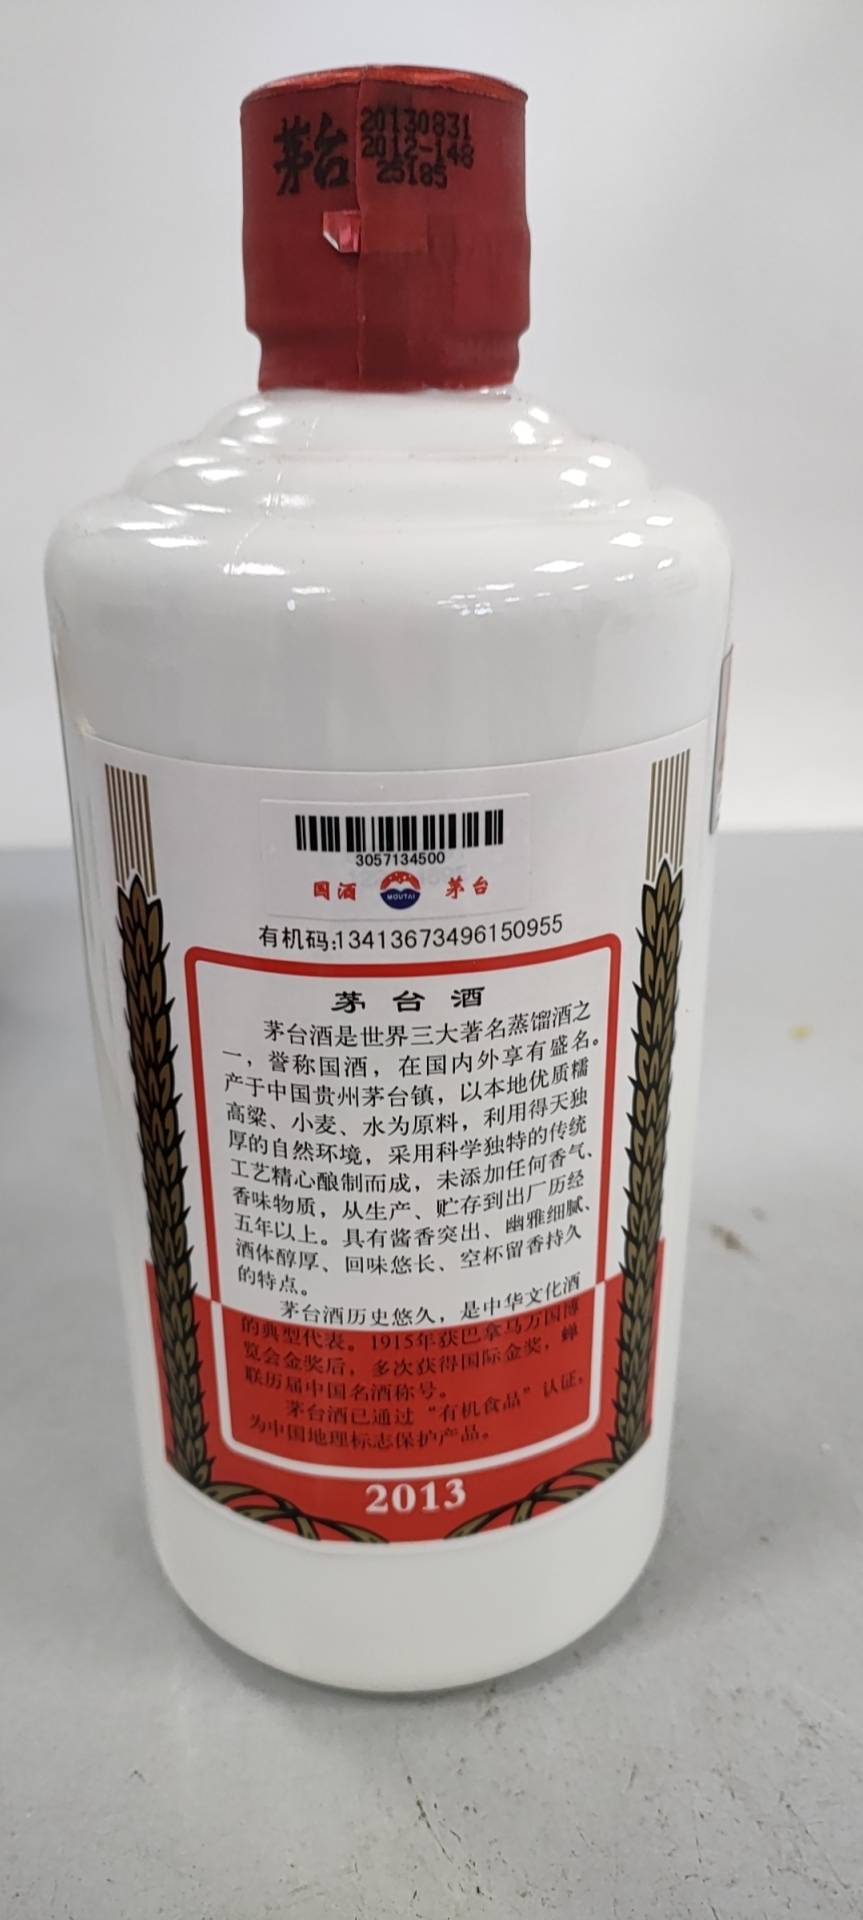 茅台
20130831
2012-148
25185
3057134500
国酒
MOUTAI
茅台
有机码:13413673496150955
茅台酒
茅台酒是世界三大著名蒸馏酒之
一，誉称国酒，在国内外享有盛名。
产于中国贵州茅台镇，以本地优质糯
高粱、小麦、水为原料，利用得天独
厚的自然环境，采用科学独特的传统
工艺精心酿制而成，未添加任何香气、
香味物质，从生产、贮存到出厂历经
五年以上。具有酱香突出、幽雅细腻、
酒体醇厚、回味悠长、空杯留香持久
的特点。
茅台酒历史悠久，是中华文化酒
的典型代表。1915年获巴拿马万国博
览会金奖后，多次获得国际金奖，蝉
联历届中国名酒称号。
茅台酒已通过“有机食品”认证，
为中国地理标志保护产品。
2013